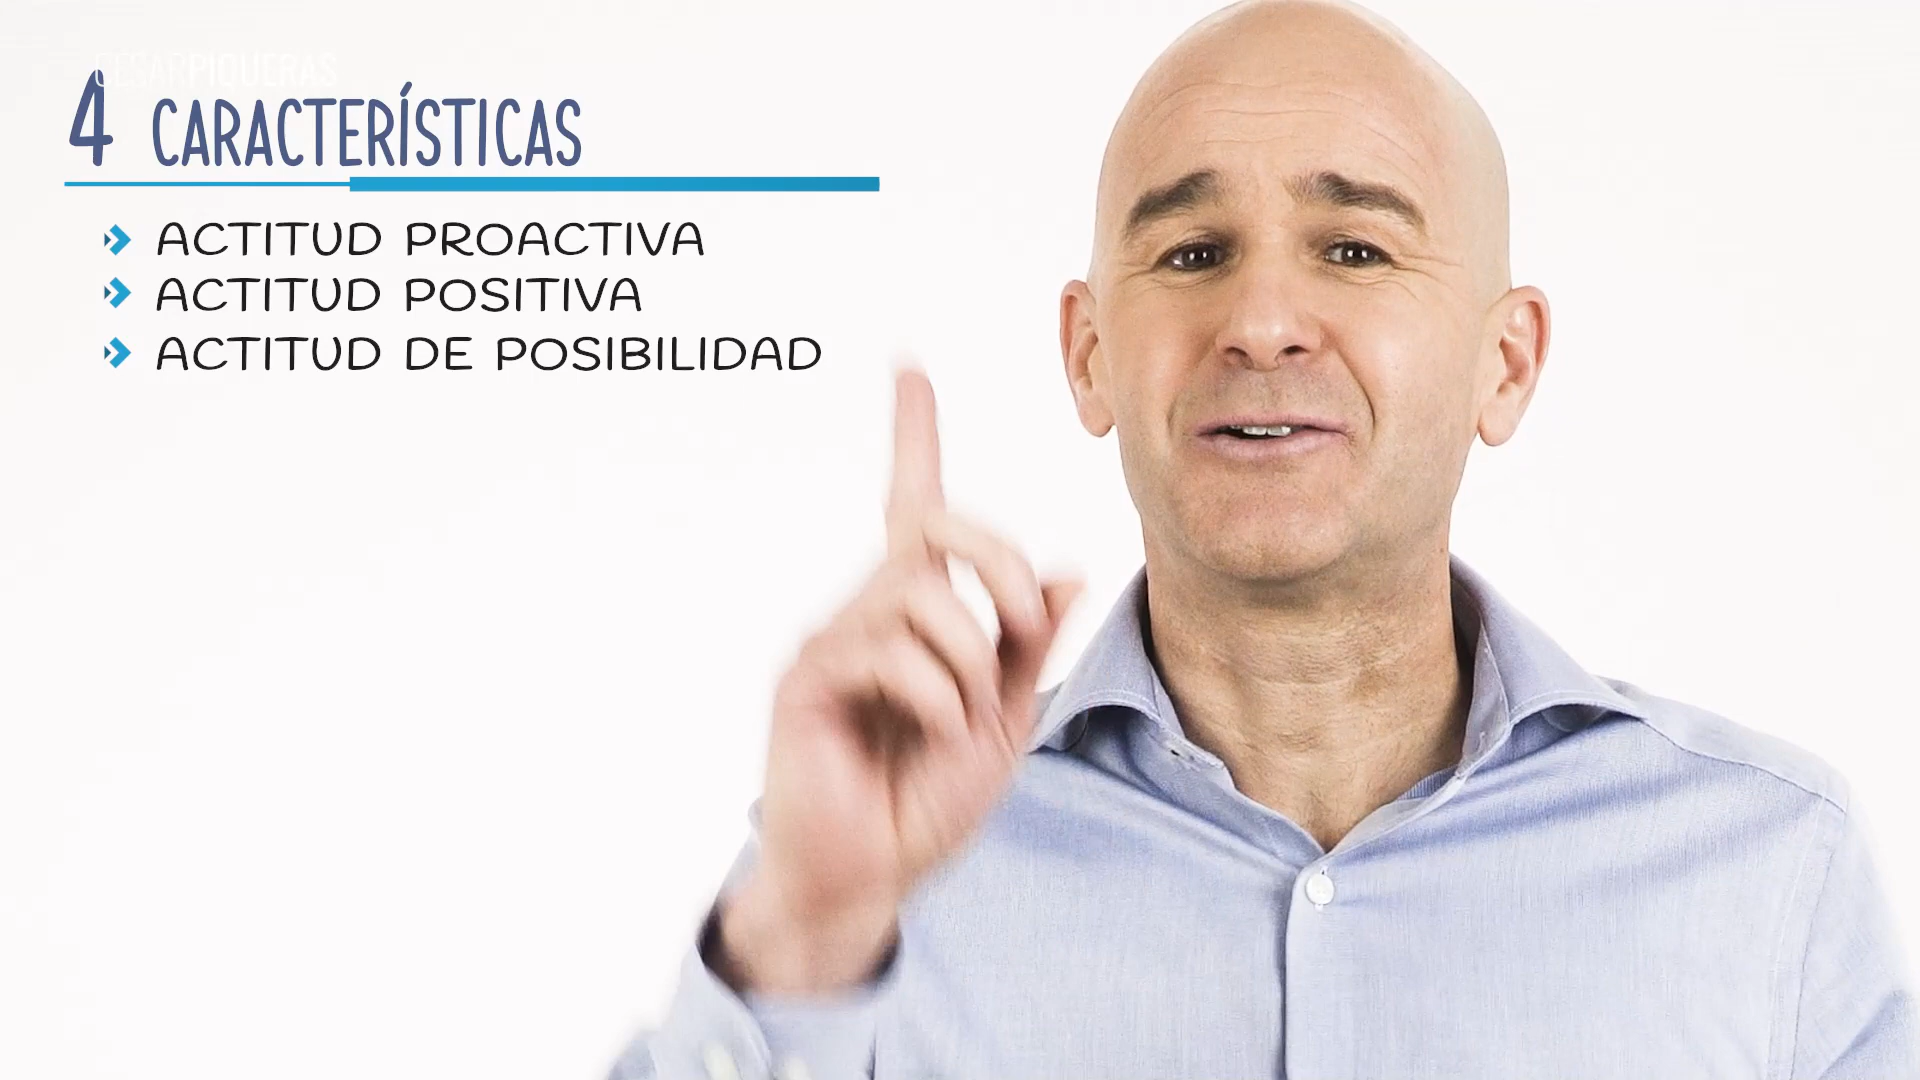 CESARPIQUERAS
4 CARACTERÍSTICAS
ACTITUD PROACTIVA
ACTITUD POSITIVA
ACTITUD DE POSIBILIDAD